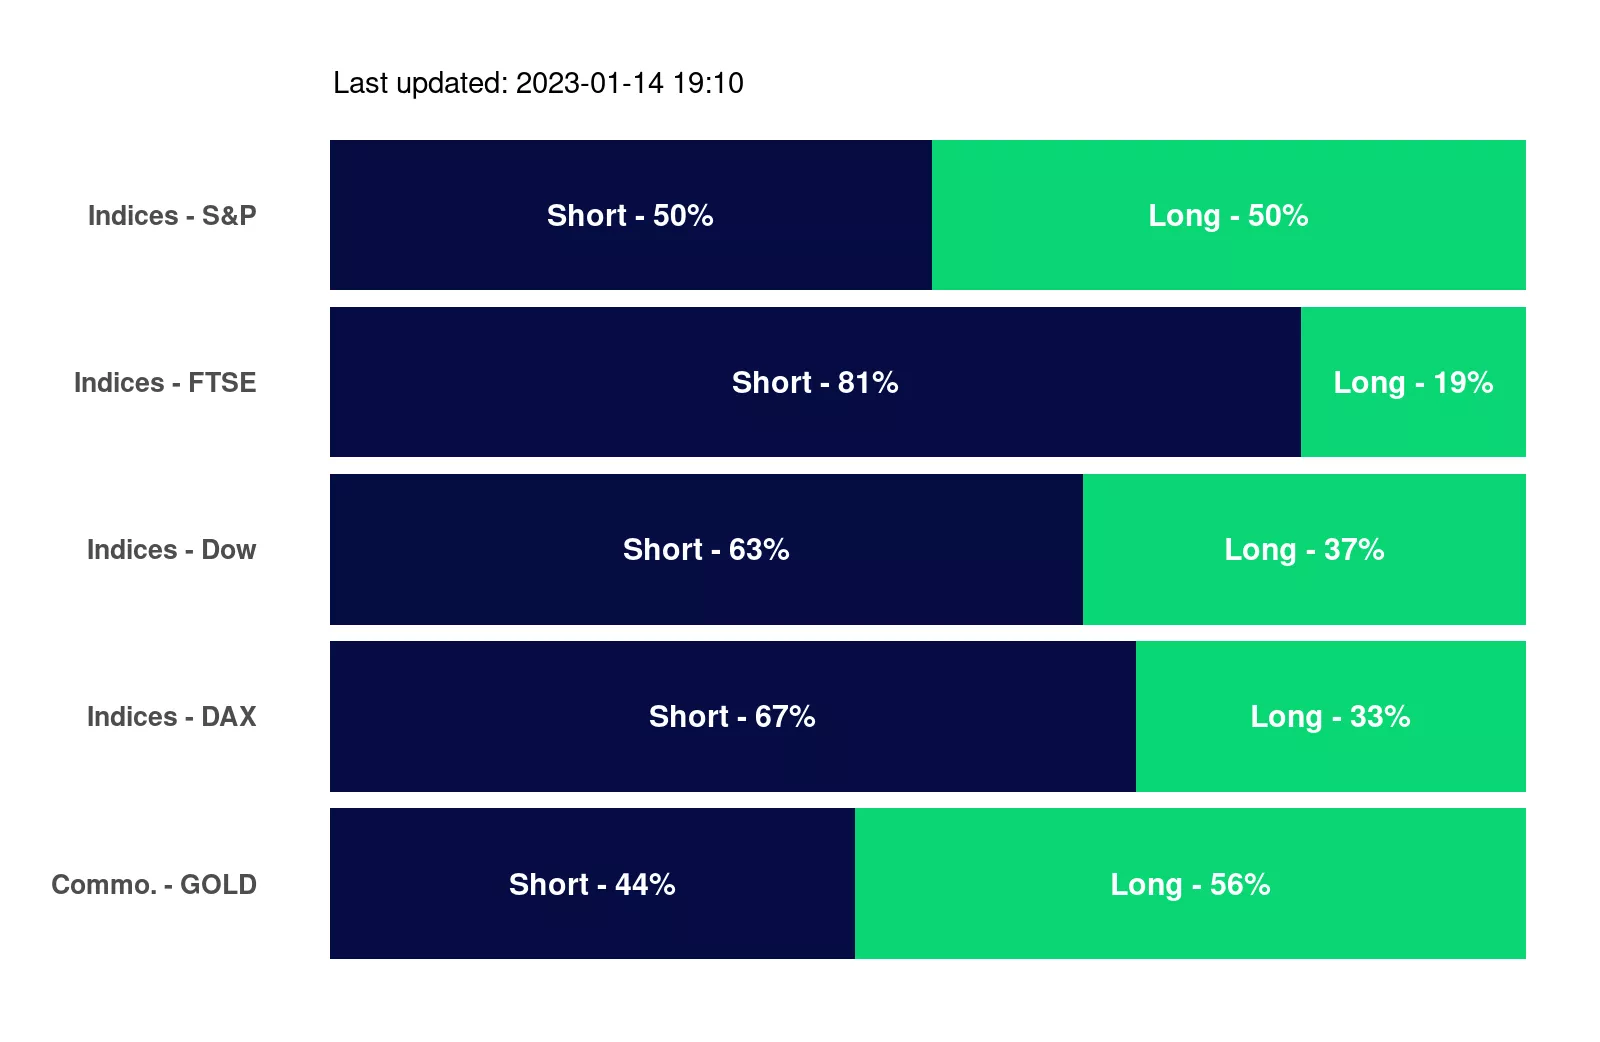 Last updated: 2023-01-14 19:10
Indices - S&P Short - 50% Long - 50%
Indices - FTSE Short - 81% Long - 19%
Indices - Dow Short - 63% Long - 37%
Indices - DAX Short - 67% Long - 33%
Commo. - GOLD Short - 44% Long - 56%